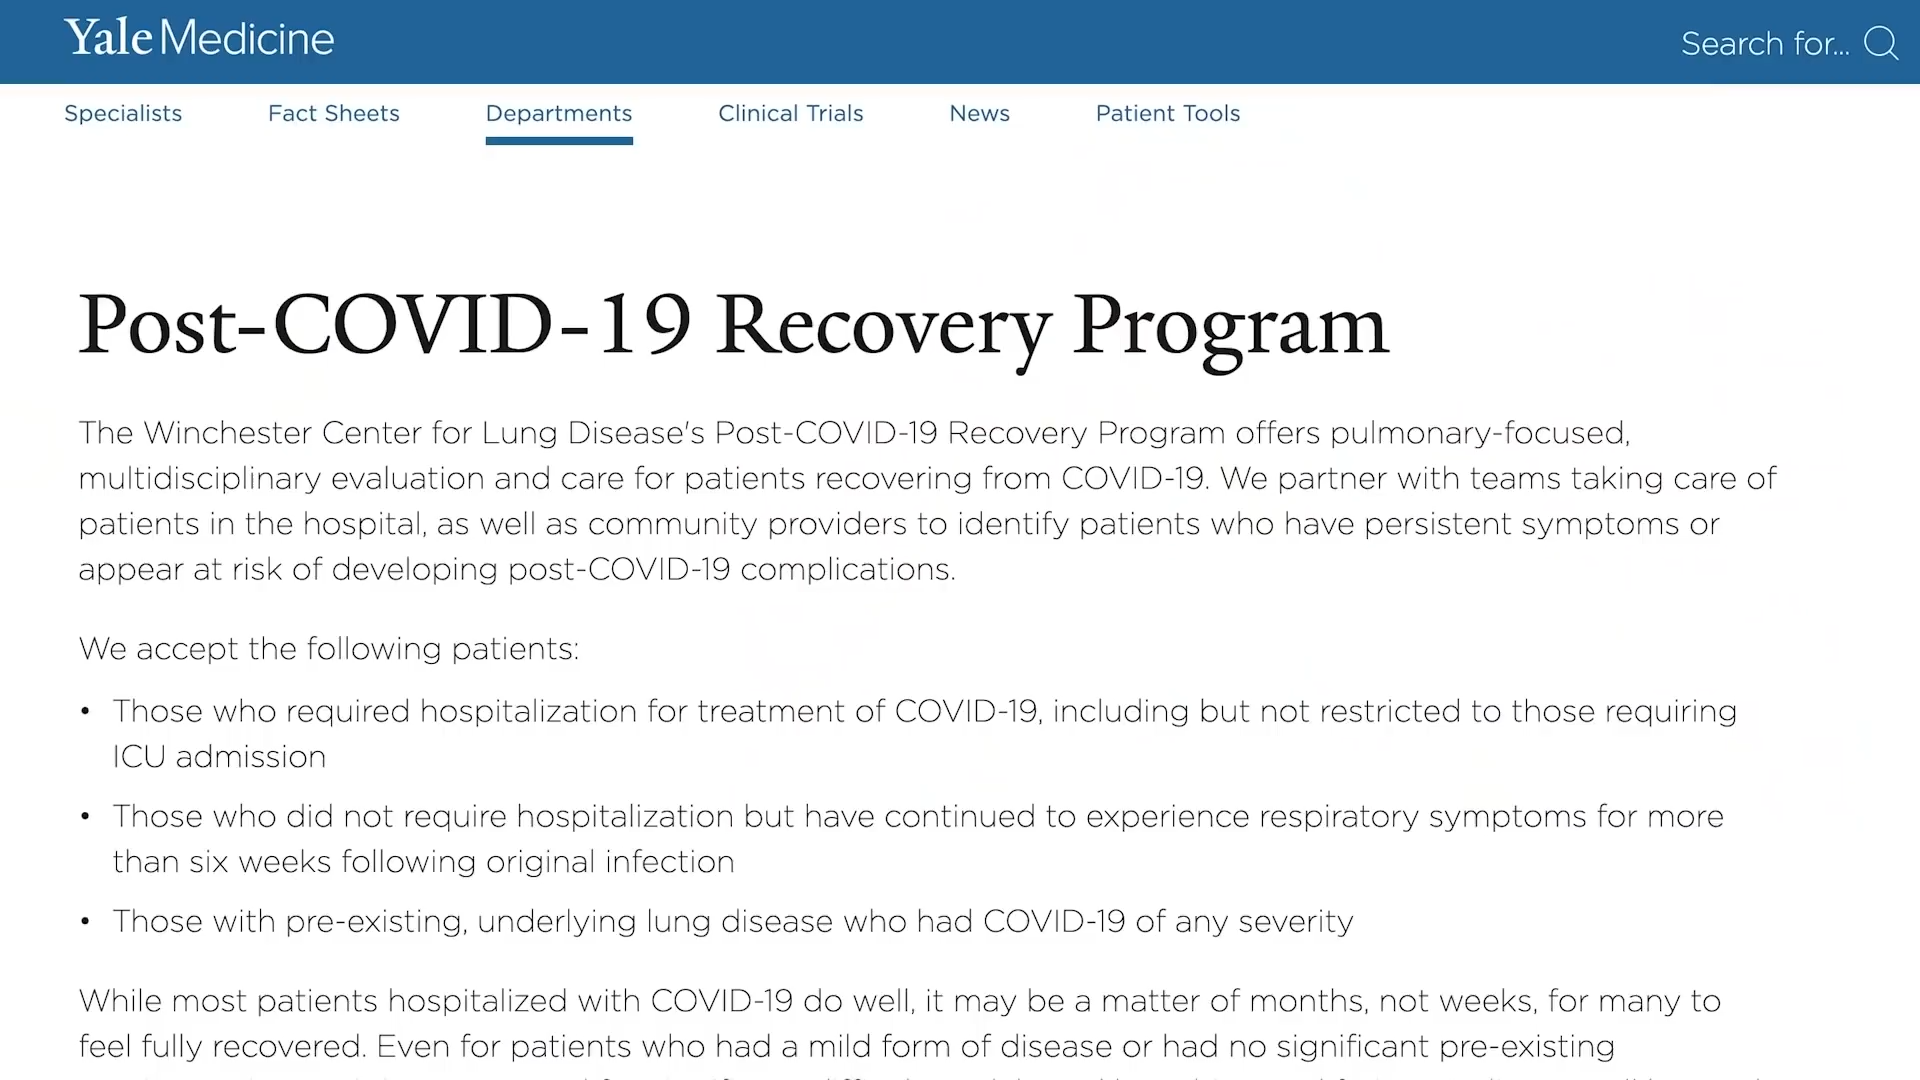 Yale Medicine
Search for...
Specialists
Fact Sheets
Departments
Clinical Trials
News
Patient Tools
Post-COVID-19 Recovery Program
The Winchester Center for Lung Disease's Post-COVID-19 Recovery Program offers pulmonary-focused,
multidisciplinary evaluation and care for patients recovering from COVID-19. We partner with teams taking care of
patients in the hospital, as well as community providers to identify patients who have persistent symptoms or
appear at risk of developing post-COVID-19 complications.
We accept the following patients:
• Those who required hospitalization for treatment of COVID-19, including but not restricted to those requiring
ICU admission
• Those who did not require hospitalization but have continued to experience respiratory symptoms for more
than six weeks following original infection
• Those with pre-existing, underlying lung disease who had COVID-19 of any severity
While most patients hospitalized with COVID-19 do well, it may be a matter of months, not weeks, for many to
feel fully recovered. Even for patients who had a mild form of disease or had no significant pre-existing